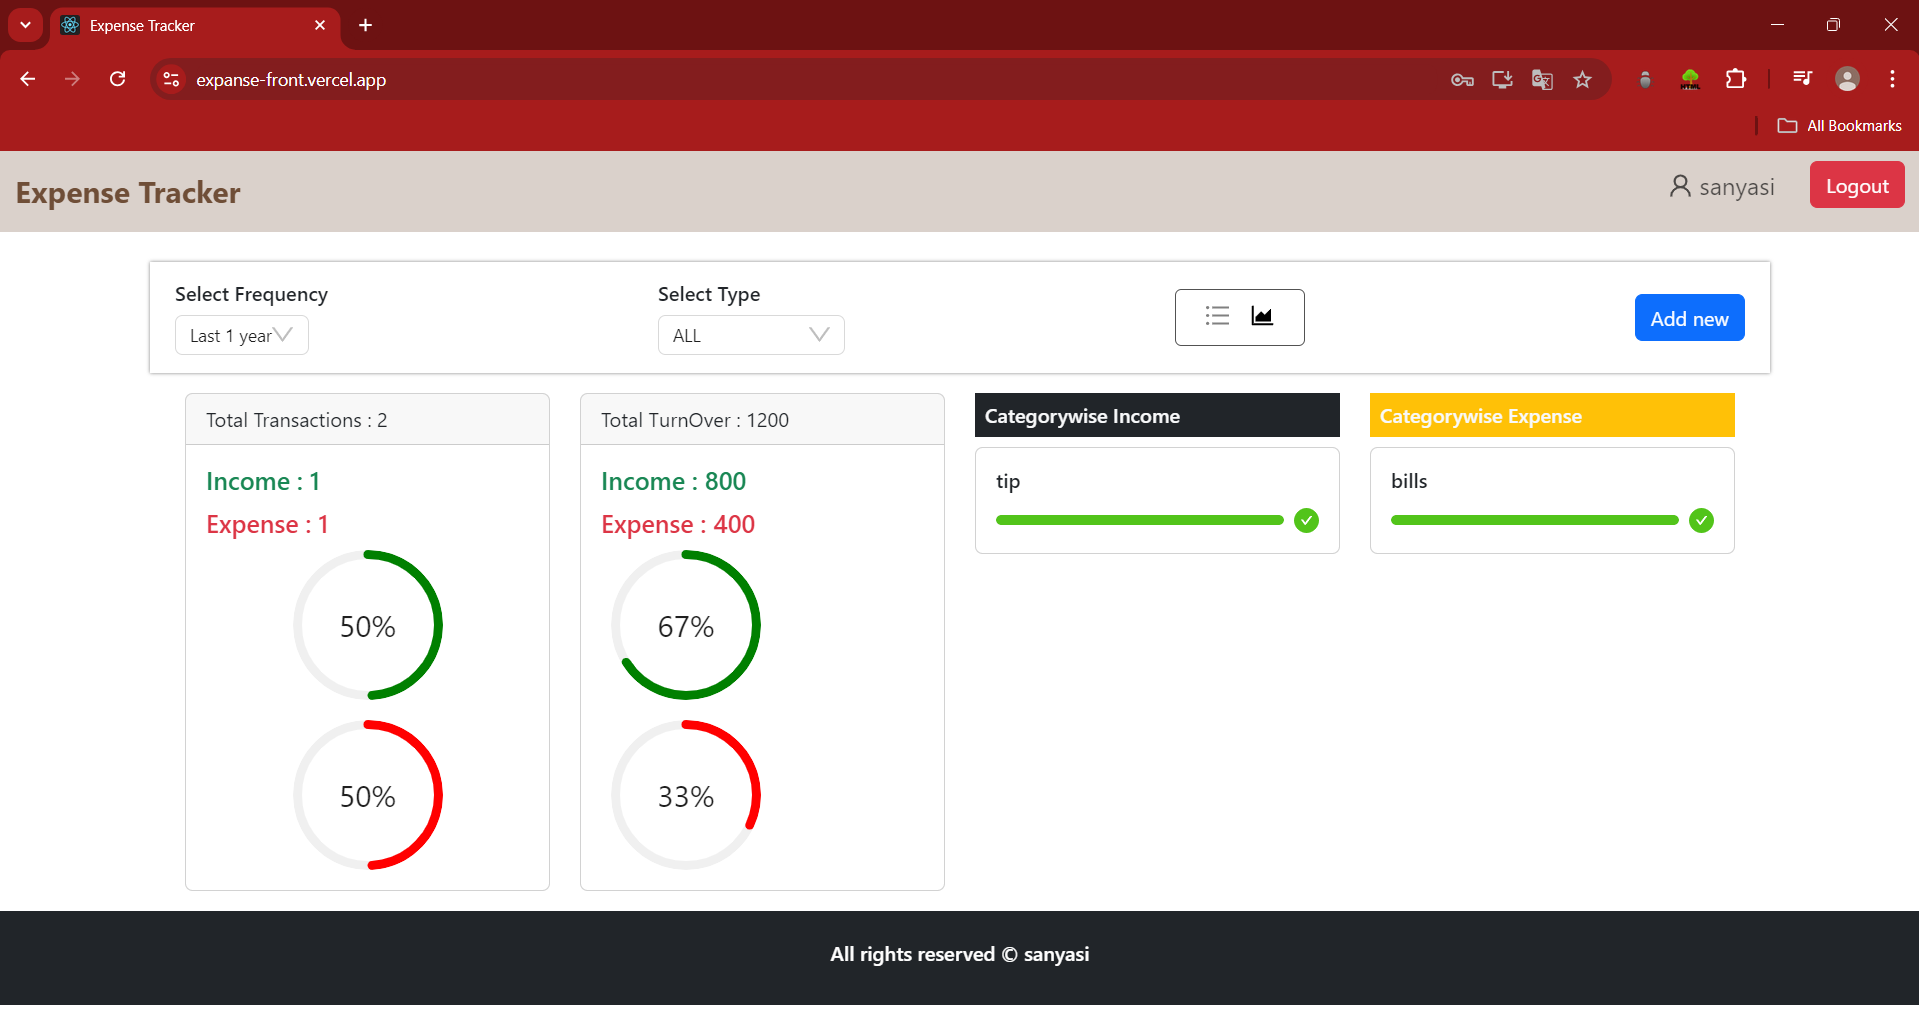 Expense Tracker
expanse-front.vercel.app
All Bookmarks
Expense Tracker
sanyasi
Logout
Select Frequency
Last 1 year
Select Type
ALL
Add new
Total Transactions : 2
Income : 1
Expense : 1
50%
50%
Total TurnOver : 1200
Income : 800
Expense : 400
67%
33%
Categorywise Income
tip
Categorywise Expense
bills
All rights reserved © sanyasi